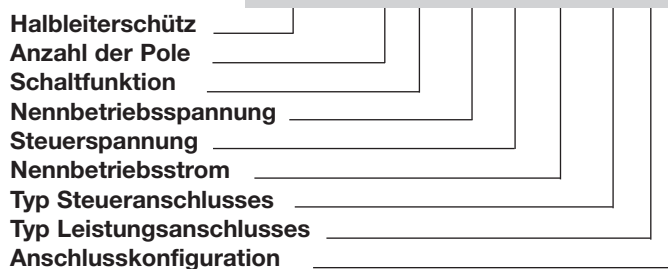 Halbleiterschütz
Anzahl der Pole
Schaltfunktion
Nennbetriebsspannung
Steuerspannung
Nennbetriebsstrom
Typ Steueranschlusses
Typ Leistungsanschlusses
Anschlusskonfiguration